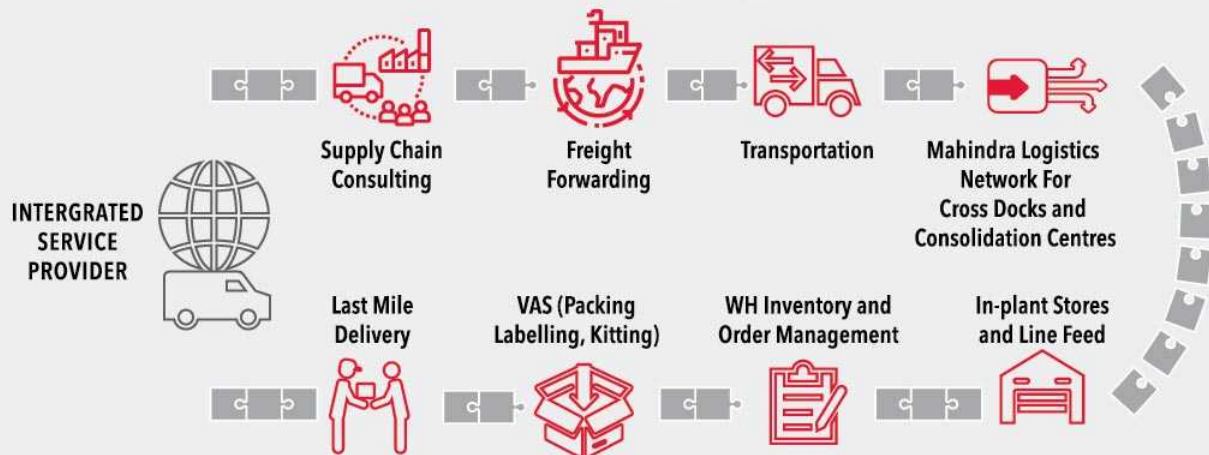 Supply Chain
Consulting
Freight
Forwarding
Transportation
Mahindra Logistics
Network For
Cross Docks and
Consolidation Centres
INTERGRATED
SERVICE
PROVIDER
Last Mile
Delivery
VAS (Packing
Labelling, Kitting)
WH Inventory and
Order Management
In-plant Stores
and Line Feed